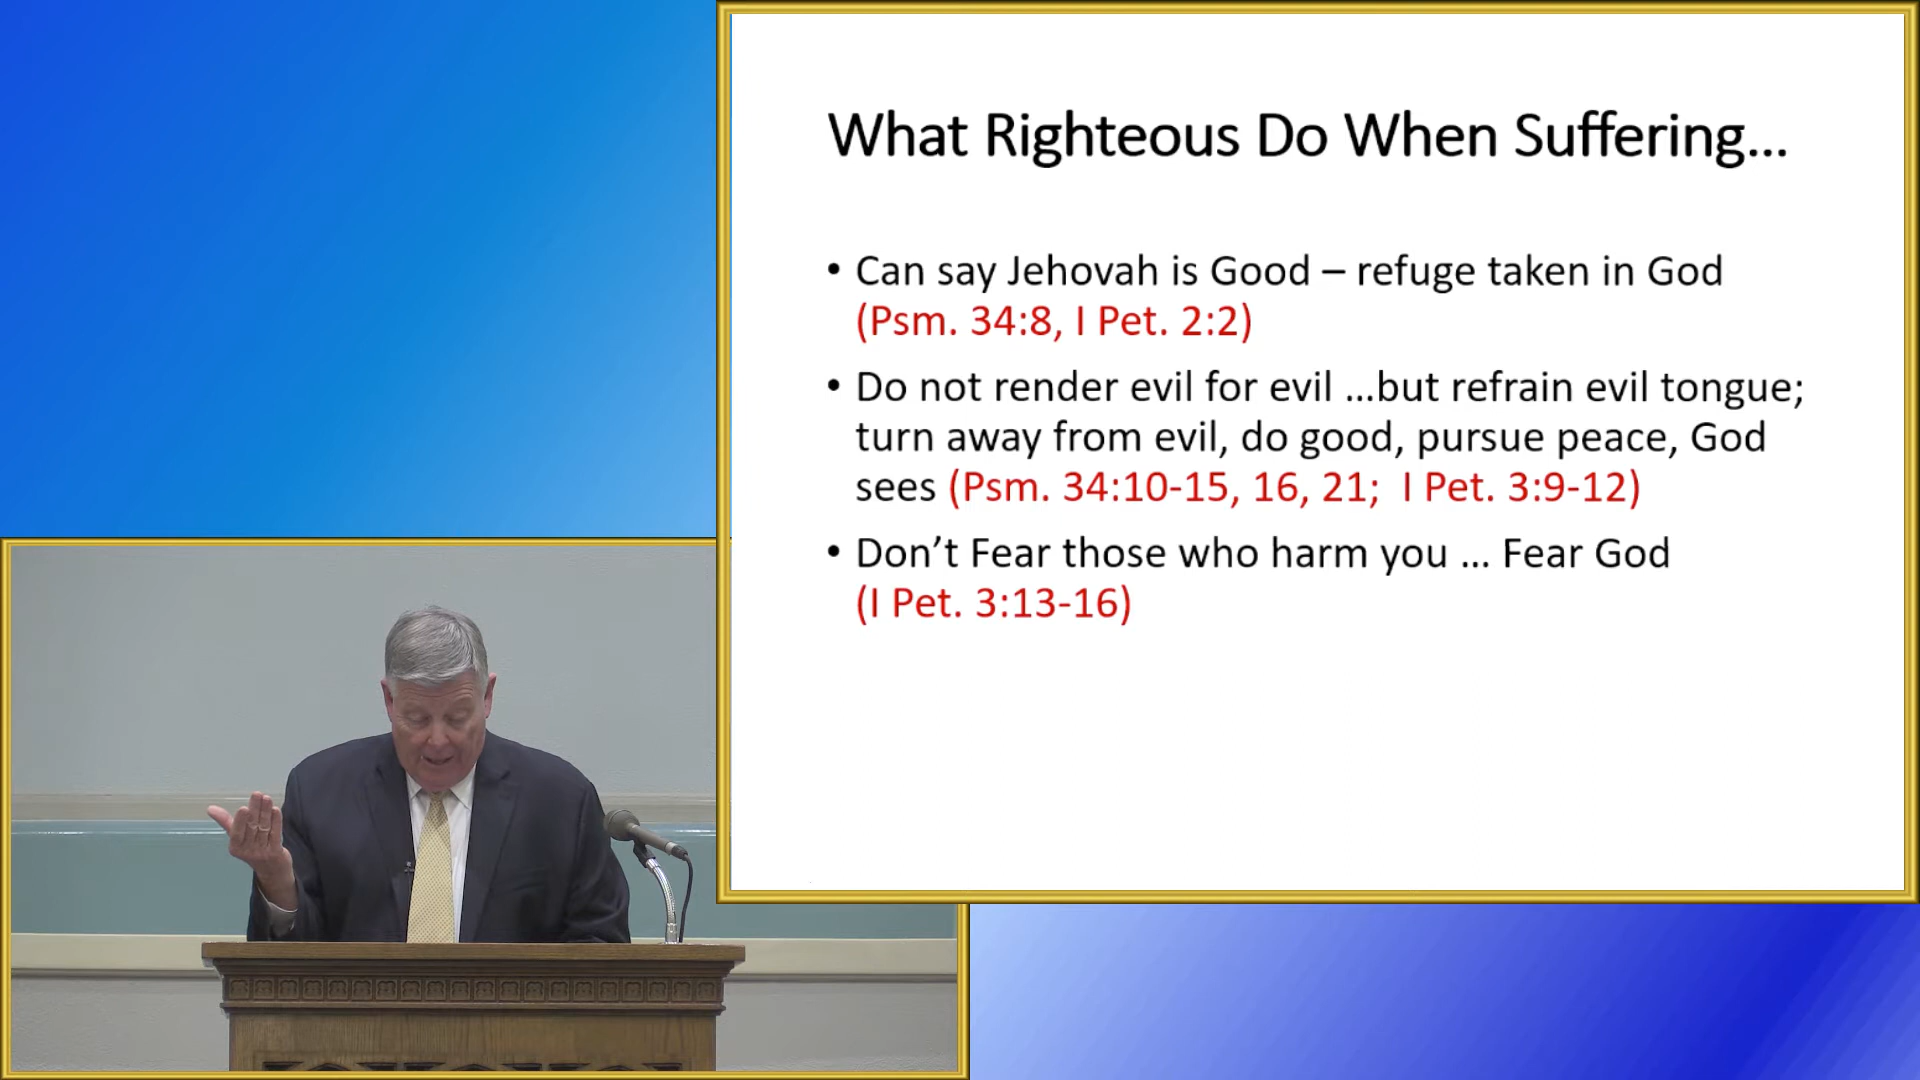 What Righteous Do When Suffering...
• Can say Jehovah is Good – refuge taken in God
(Psm. 34:8, I Pet. 2:2)
• Do not render evil for evil ...but refrain evil tongue;
turn away from evil, do good, pursue peace, God
sees (Psm. 34:10-15, 16, 21;  I Pet. 3:9-12)
• Don’t Fear those who harm you ... Fear God
(I Pet. 3:13-16)